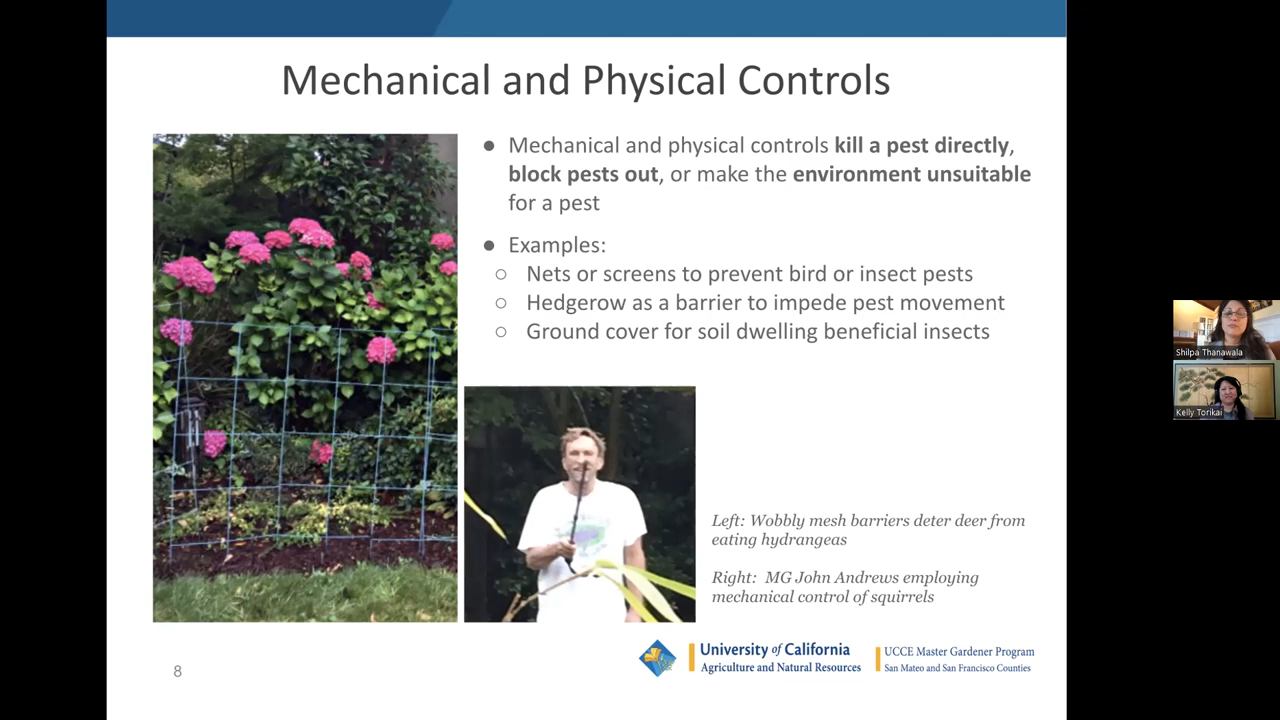 Mechanical and Physical Controls
● Mechanical and physical controls kill a pest directly,
block pests out, or make the environment unsuitable
for a pest
● Examples:
○ Nets or screens to prevent bird or insect pests
○ Hedgerow as a barrier to impede pest movement
○ Ground cover for soil dwelling beneficial insects
Left: Wobbly mesh barriers deter deer from
eating hydrangeas
Right: MG John Andrews employing
mechanical control of squirrels
University of California
Agriculture and Natural Resources
UCCE Master Gardener Program
San Mateo and San Francisco Counties
8
Shilpa Thanawala
Kelly Torikai